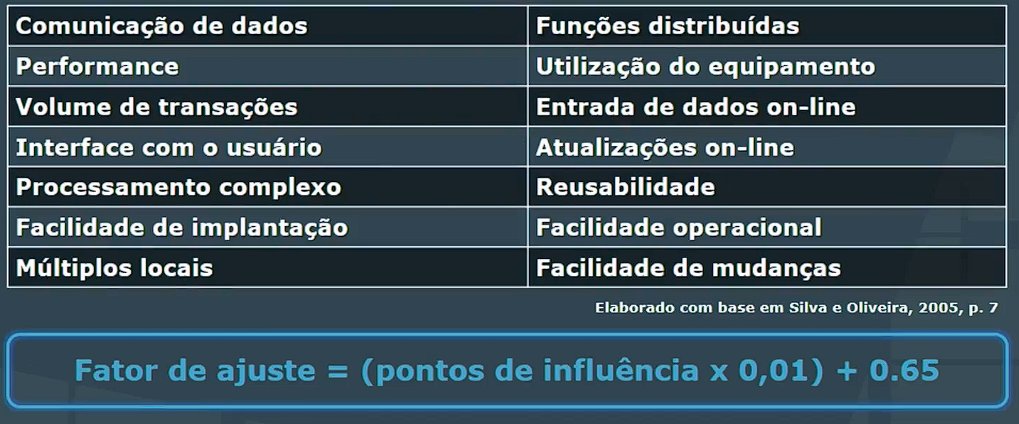 Comunicação de dados
Funções distribuídas
Performance
Utilização do equipamento
Volume de transações
Entrada de dados on-line
Interface com o usuário
Atualizações on-line
Processamento complexo
Reusabilidade
Facilidade de implantação
Facilidade operacional
Múltiplos locais
Facilidade de mudanças
Elaborado com base em Silva e Oliveira, 2005, p. 7
Fator de ajuste = (pontos de influência x 0,01) + 0.65